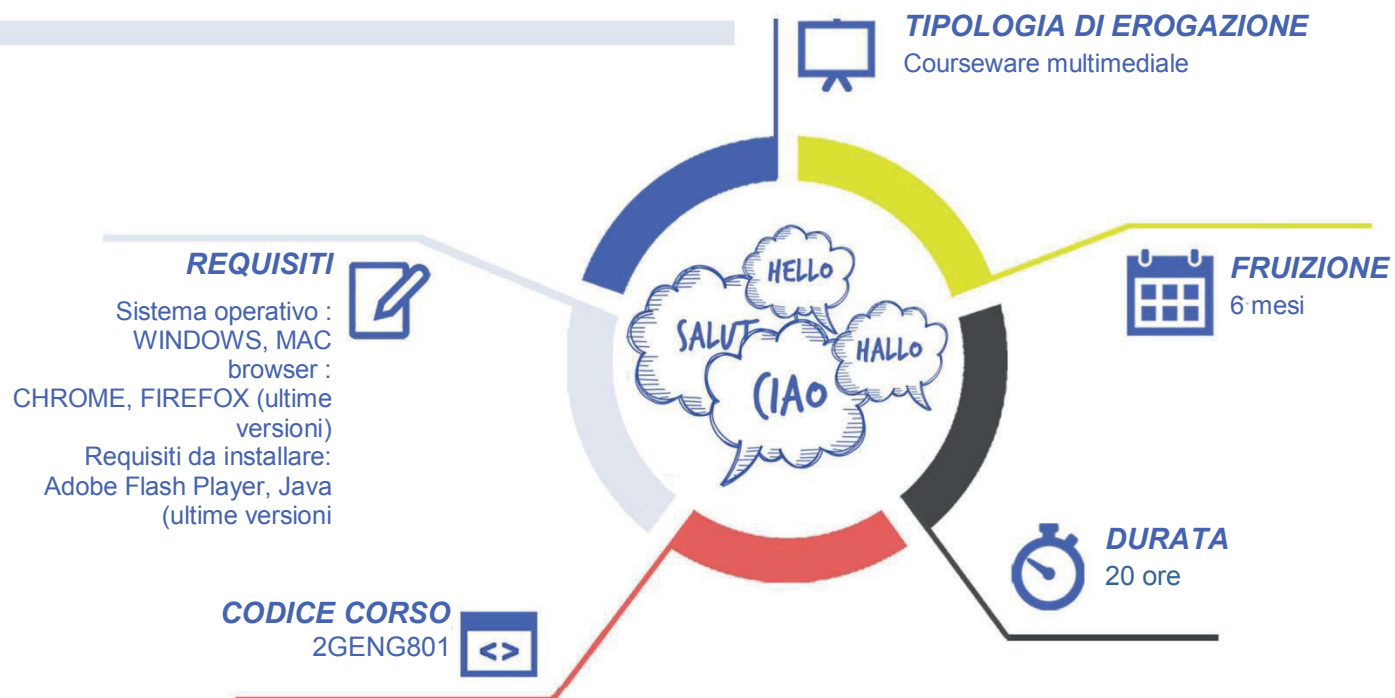 TIPOLOGIA DI EROGAZIONE
Courseware multimediale
REQUISITI
Sistema operativo :
WINDOWS, MAC
browser :
CHROME, FIREFOX (ultime
versioni)
Requisiti da installare:
Adobe Flash Player, Java
(ultime versioni
HELLO
SALUT
HALLO
CIAO
FRUIZIONE
6 mesi
DURATA
20 ore
CODICE CORSO
2GENG801
<>